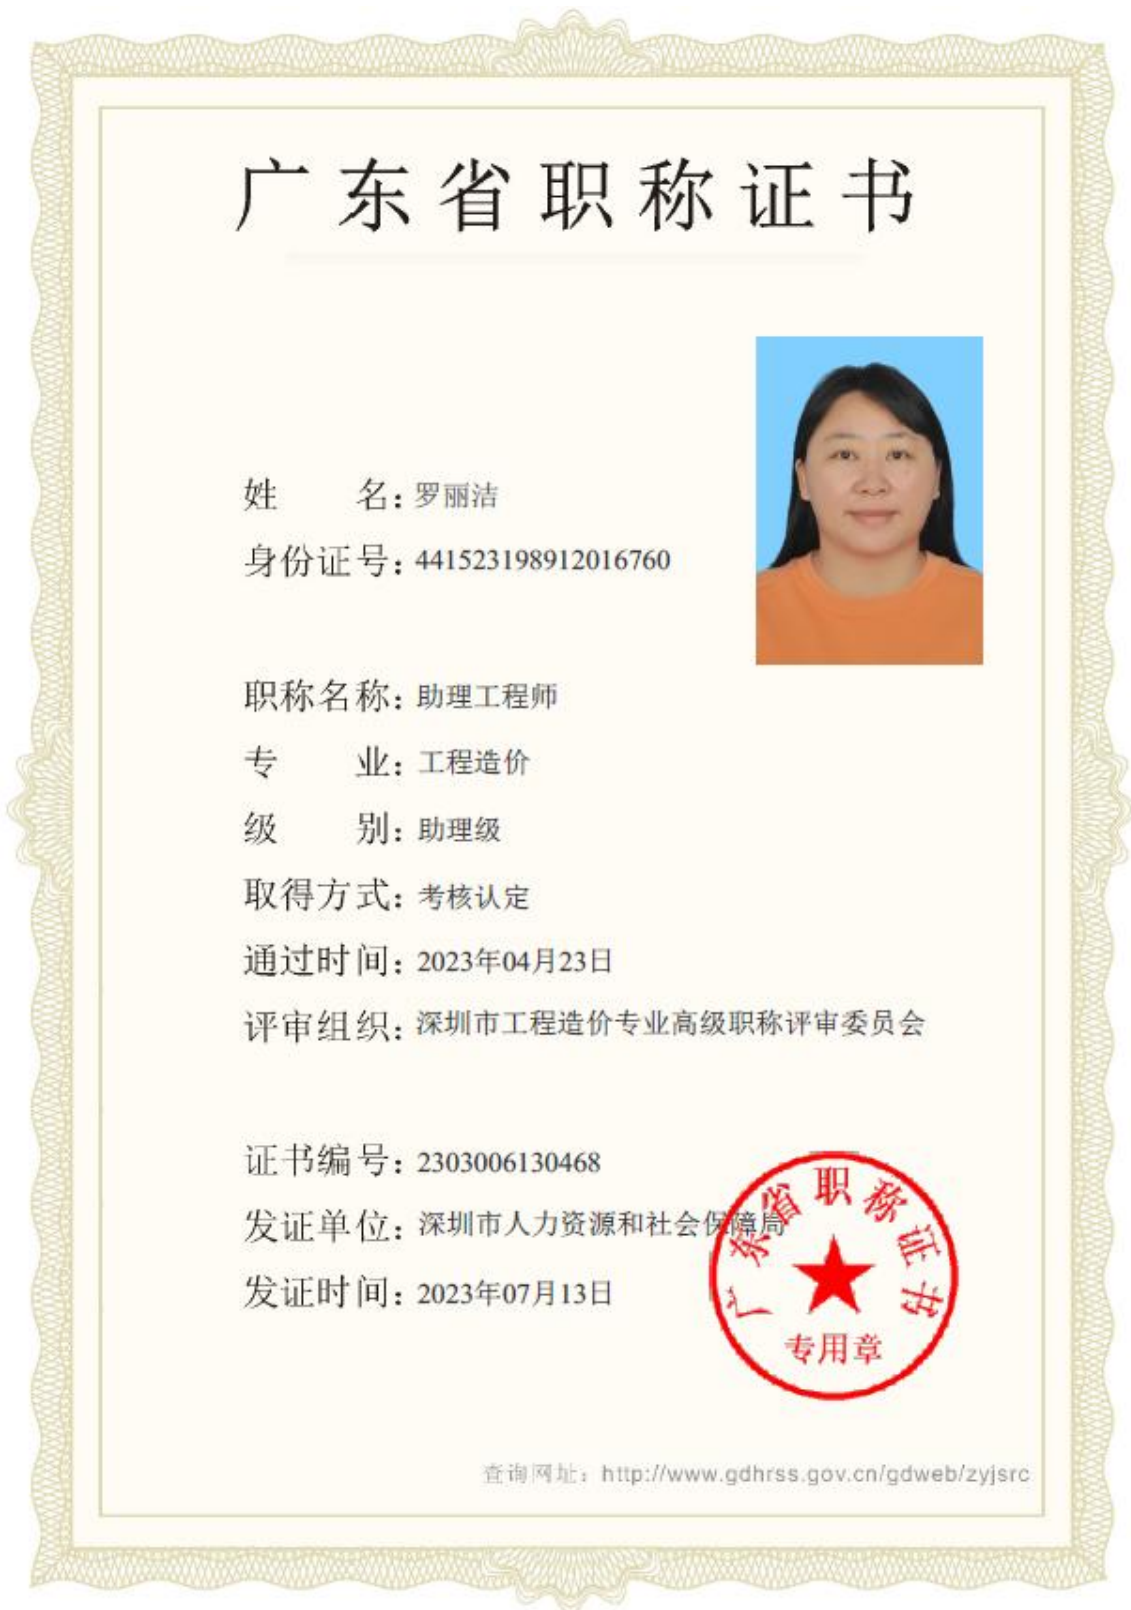 广东省职称证书
姓　　名：罗丽洁
身份证号：441523198912016760
职称名称：助理工程师
专　　业：工程造价
级　　别：助理级
取得方式：考核认定
通过时间：2023年04月23日
评审组织：深圳市工程造价专业高级职称评审委员会
证书编号：2303006130468
发证单位：深圳市人力资源和社会保障局
发证时间：2023年07月13日
广东省职称证书
专用章
查询网址：http://www.gdhrss.gov.cn/gdweb/zyjsrc